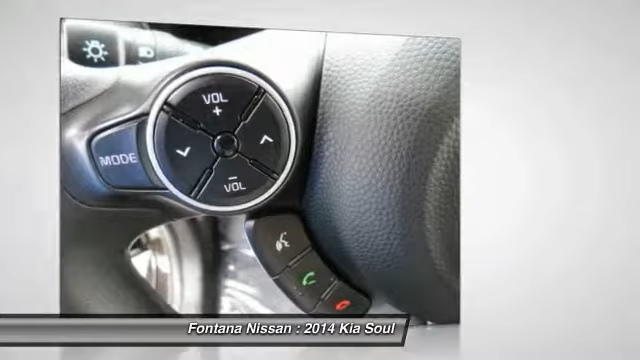 VOL
+
MODE
−
VOL
Fontana Nissan : 2014 Kia Soul